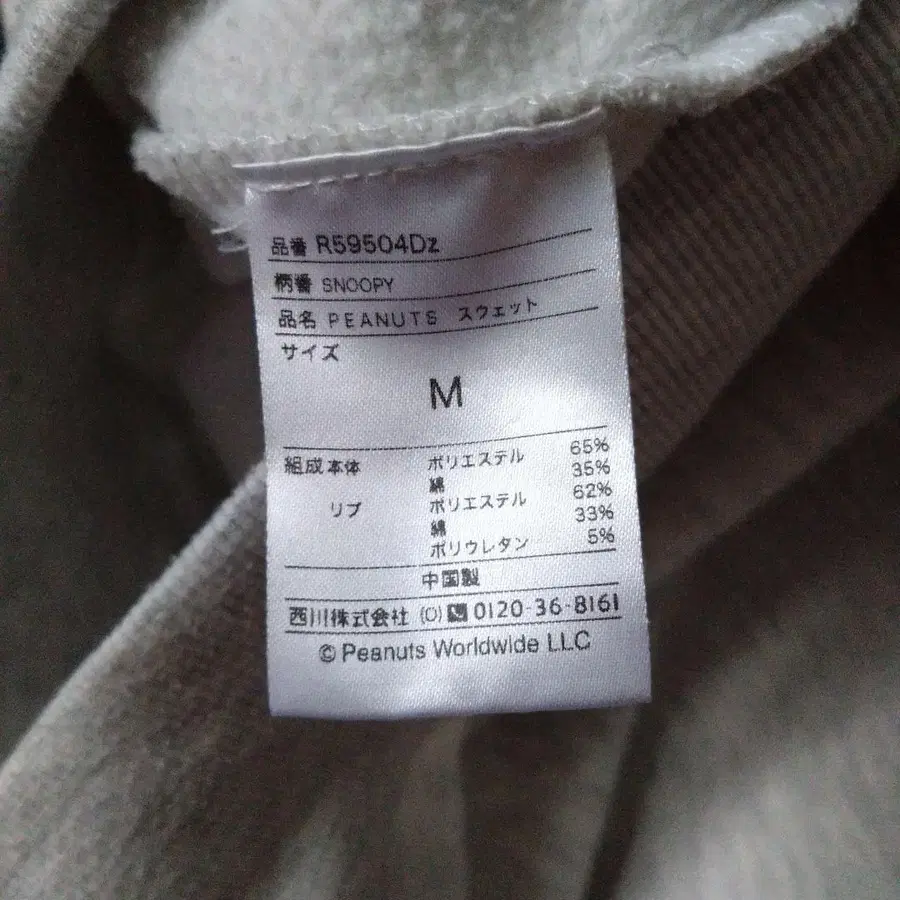 品番 R59504Dz
柄番 SNOOPY
品名 PEANUTS スウェット
サイズ
M
組成 本体 ポリエステル 65%
綿 35%
リブ ポリエステル 62%
綿 33%
ポリウレタン 5%
中国製
西川株式会社 (O) 0120-36-8161
© Peanuts Worldwide LLC